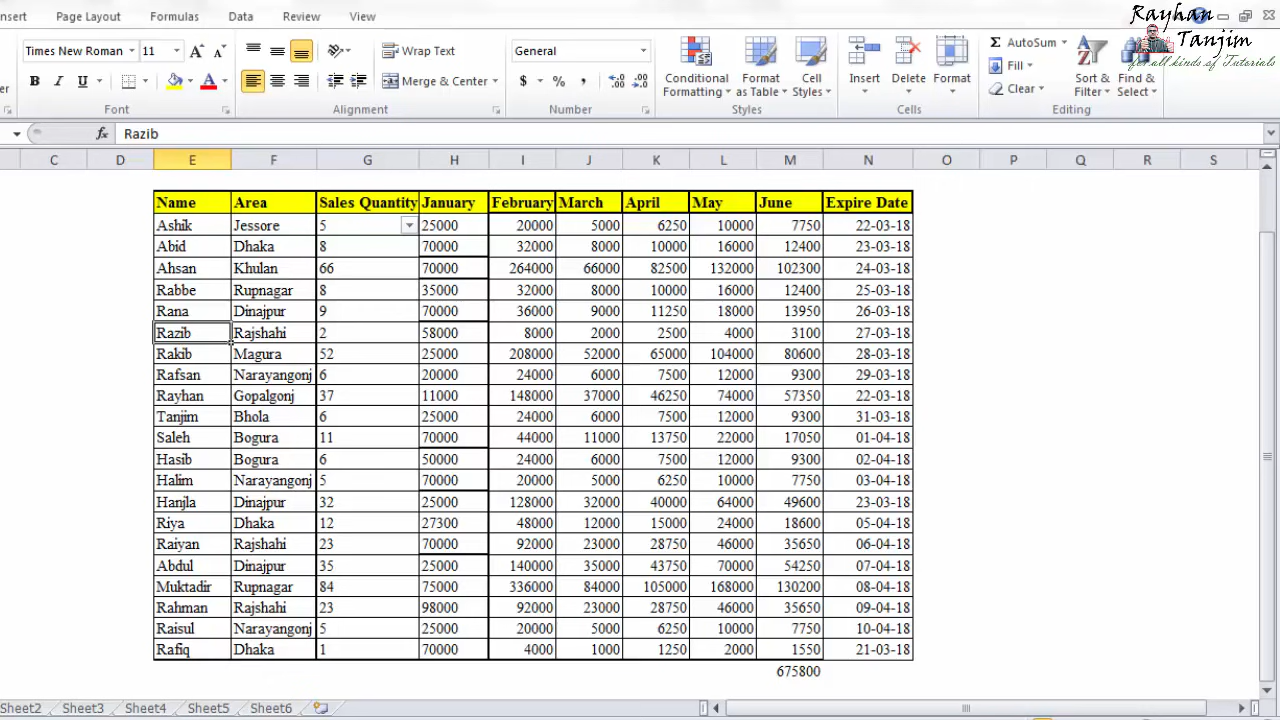 nsert Page Layout Formulas Data Review View
Rayhan
Tanjim
for all kinds of Tutorials
Times New Roman 11 A A Wrap Text General Conditional Formatting Format as Table Cell Styles Insert Delete Format Σ AutoSum Fill Clear Sort & Filter Find & Select
B I U A Merge & Center $ % ,
Font Alignment Number Styles Cells Editing
fx Razib
C D E F G H I J K L M N O P Q R S
Name Area Sales Quantity January February March April May June Expire Date
Ashik Jessore 5 25000 20000 5000 6250 10000 7750 22-03-18
Abid Dhaka 8 70000 32000 8000 10000 16000 12400 23-03-18
Ahsan Khulan 66 70000 264000 66000 82500 132000 102300 24-03-18
Rabbe Rupnagar 8 35000 32000 8000 10000 16000 12400 25-03-18
Rana Dinajpur 9 70000 36000 9000 11250 18000 13950 26-03-18
Razib Rajshahi 2 58000 8000 2000 2500 4000 3100 27-03-18
Rakib Magura 52 25000 208000 52000 65000 104000 80600 28-03-18
Rafsan Narayangonj 6 20000 24000 6000 7500 12000 9300 29-03-18
Rayhan Gopalgonj 37 11000 148000 37000 46250 74000 57350 22-03-18
Tanjim Bhola 6 25000 24000 6000 7500 12000 9300 31-03-18
Saleh Bogura 11 70000 44000 11000 13750 22000 17050 01-04-18
Hasib Bogura 6 50000 24000 6000 7500 12000 9300 02-04-18
Halim Narayangonj 5 70000 20000 5000 6250 10000 7750 03-04-18
Hanjla Dinajpur 32 25000 128000 32000 40000 64000 49600 23-03-18
Riya Dhaka 12 27300 48000 12000 15000 24000 18600 05-04-18
Raiyan Rajshahi 23 70000 92000 23000 28750 46000 35650 06-04-18
Abdul Dinajpur 35 25000 140000 35000 43750 70000 54250 07-04-18
Muktadir Rupnagar 84 75000 336000 84000 105000 168000 130200 08-04-18
Rahman Rajshahi 23 98000 92000 23000 28750 46000 35650 09-04-18
Raisul Narayangonj 5 25000 20000 5000 6250 10000 7750 10-04-18
Rafiq Dhaka 1 70000 4000 1000 1250 2000 1550 21-03-18
675800
Sheet2 Sheet3 Sheet4 Sheet5 Sheet6